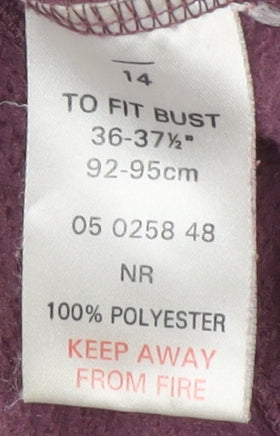 14
TO FIT BUST
36-37½"
92-95cm
05 0258 48
NR
100% POLYESTER
KEEP AWAY
FROM FIRE